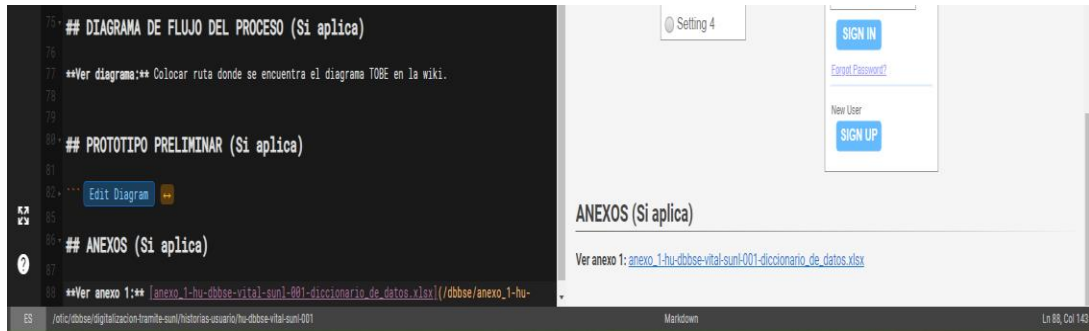 75 ## DIAGRAMA DE FLUJO DEL PROCESO (Si aplica)
76
77 **Ver diagrama:** Colocar ruta donde se encuentra el diagrama TOBE en la wiki.
78
79
80 ## PROTOTIPO PRELIMINAR (Si aplica)
81
82 ``` Edit Diagram ↔
85
86 ## ANEXOS (Si aplica)
87
88 **Ver anexo 1:** [anexo_1-hu-dbbse-vital-sunl-001-diccionario_de_datos.xlsx](/dbbse/anexo_1-hu-
Setting 4
SIGN IN
Forgot Password?
New User
SIGN UP
ANEXOS (Si aplica)
Ver anexo 1: anexo_1-hu-dbbse-vital-sunl-001-diccionario_de_datos.xlsx
ES /otic/dbbse/digitalizacion-tramite-sunl/historias-usuario/hu-dbbse-vital-sunl-001 Markdown Ln 88, Col 143